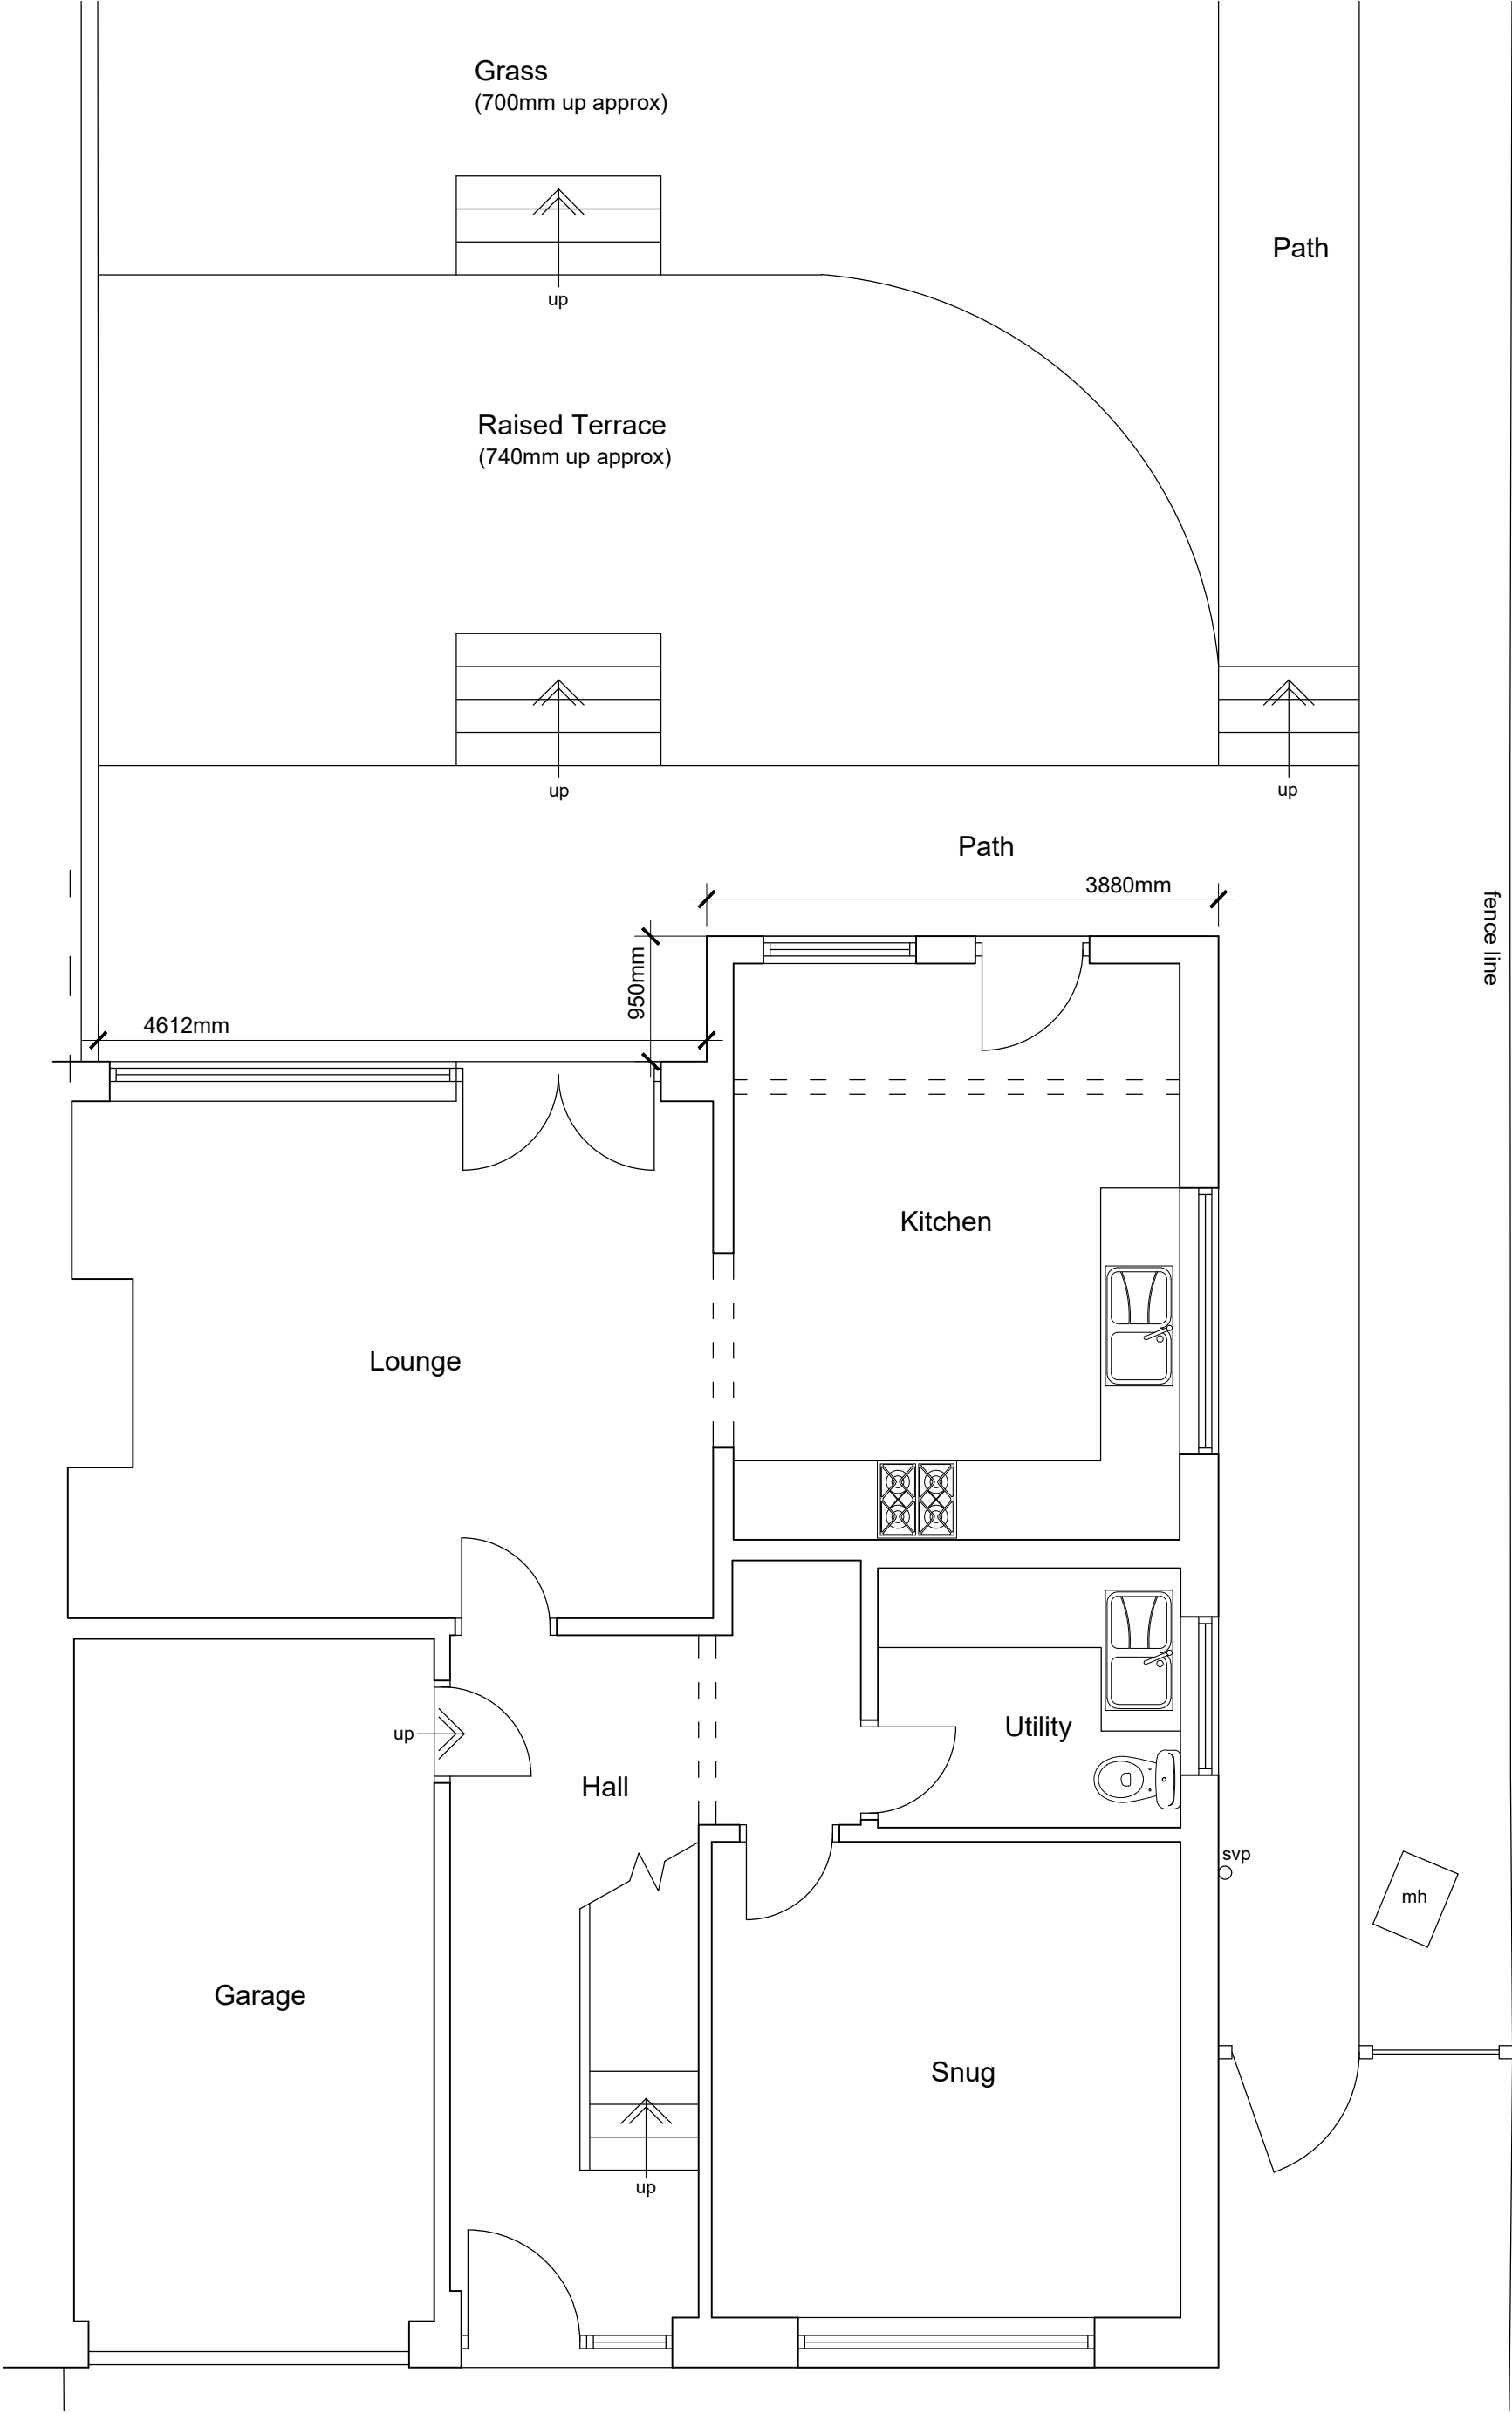 Grass
(700mm up approx)
Path
up
Raised Terrace
(740mm up approx)
up
up
Path
3880mm
fence line
950mm
4612mm
Kitchen
Lounge
Utility
up
Hall
svp
mh
Garage
Snug
up